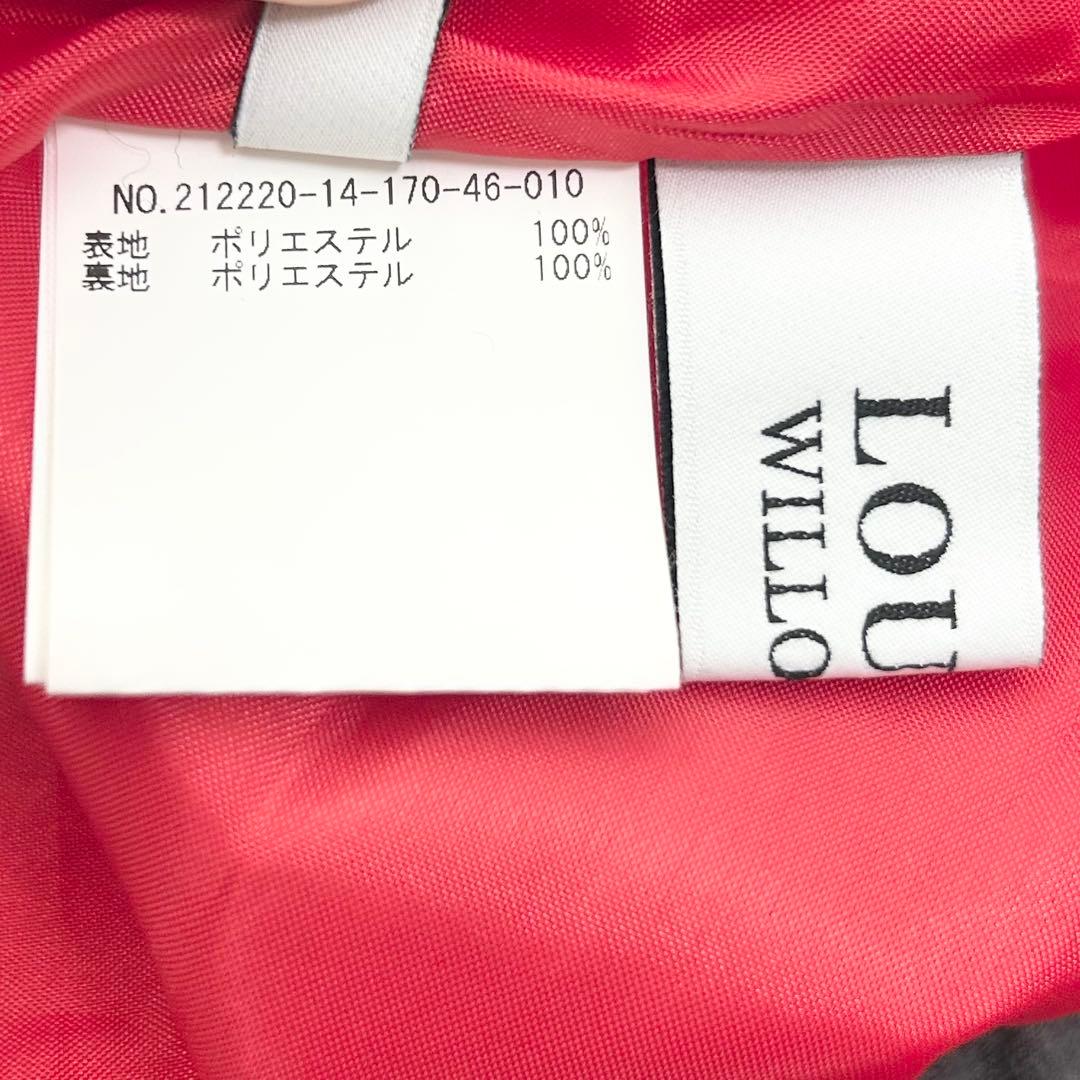 NO.212220-14-170-46-010
表地 ポリエステル 100%
裏地 ポリエステル 100%
LOU
WILLO